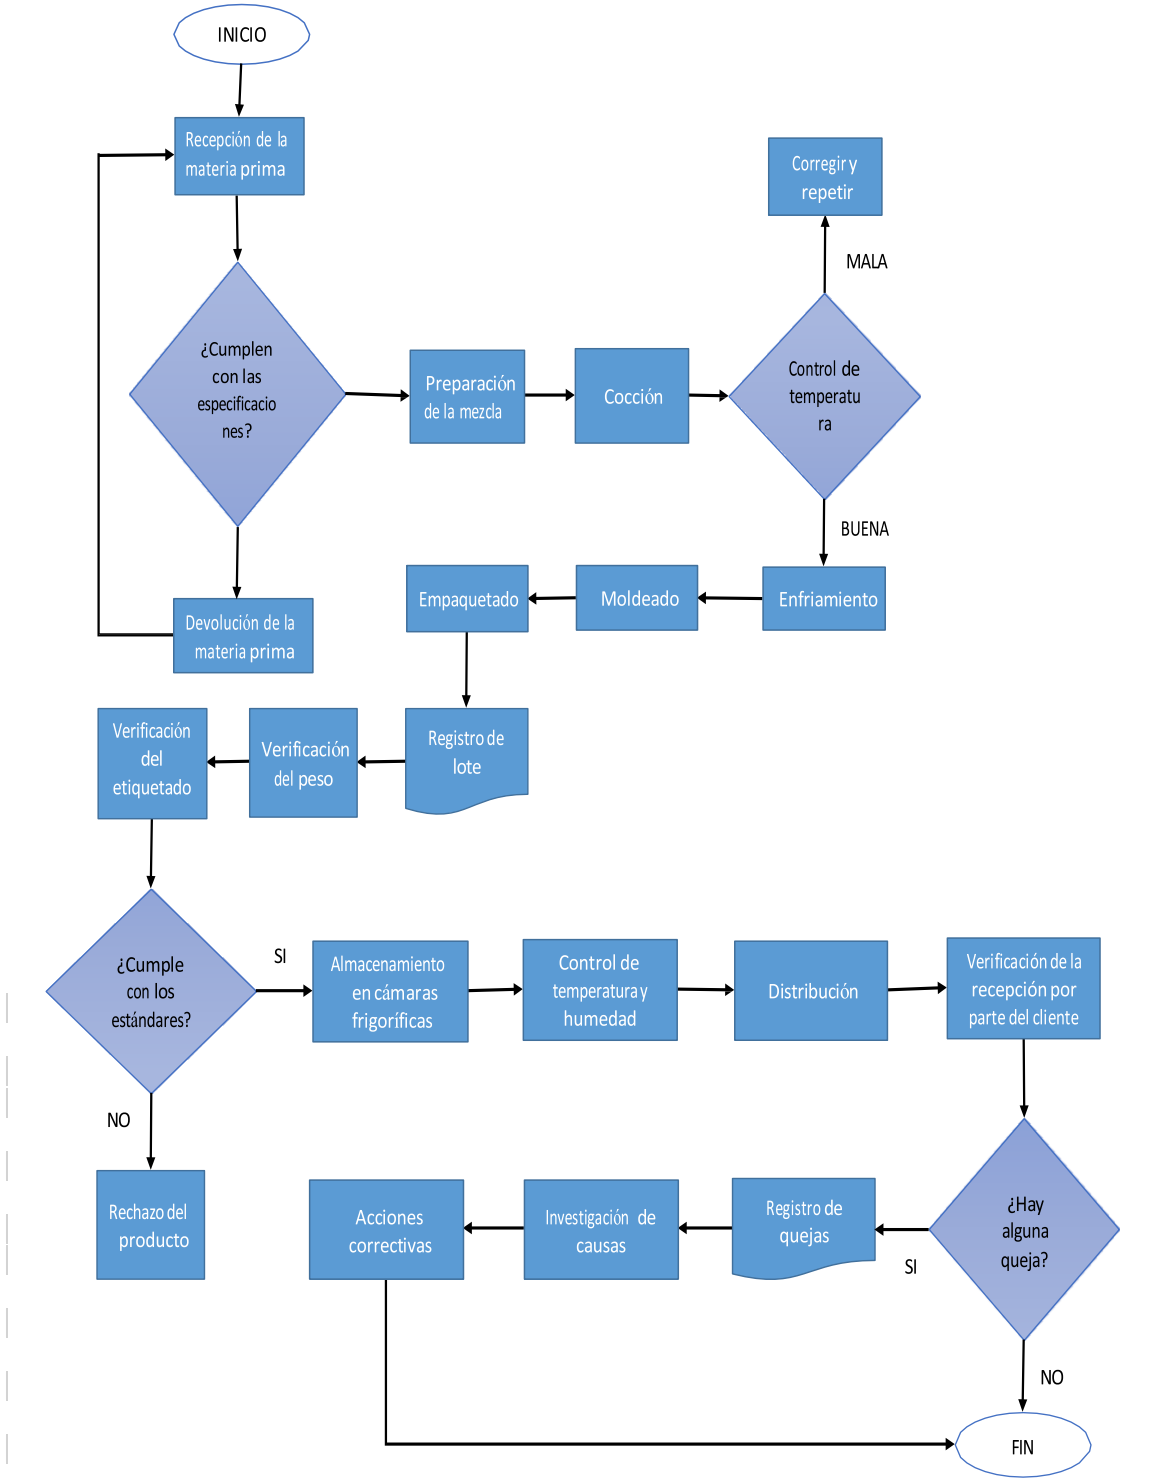 INICIO
Recepción de la
materia prima
Corregir y
repetir
MALA
¿Cumplen
con las
especificacio
nes?
Preparación
de la mezcla
Cocción
Control de
temperatu
ra
BUENA
Empaquetado
Moldeado
Enfriamiento
Devolución de la
materia prima
Verificación
del
etiquetado
Verificación
del peso
Registro de
lote
¿Cumple
con los
estándares?
SI
Almacenamiento
en cámaras
frigoríficas
Control de
temperatura y
humedad
Distribución
Verificación de la
recepción por
parte del cliente
NO
Rechazo del
producto
Acciones
correctivas
Investigación de
causas
Registro de
quejas
SI
¿Hay
alguna
queja?
NO
FIN